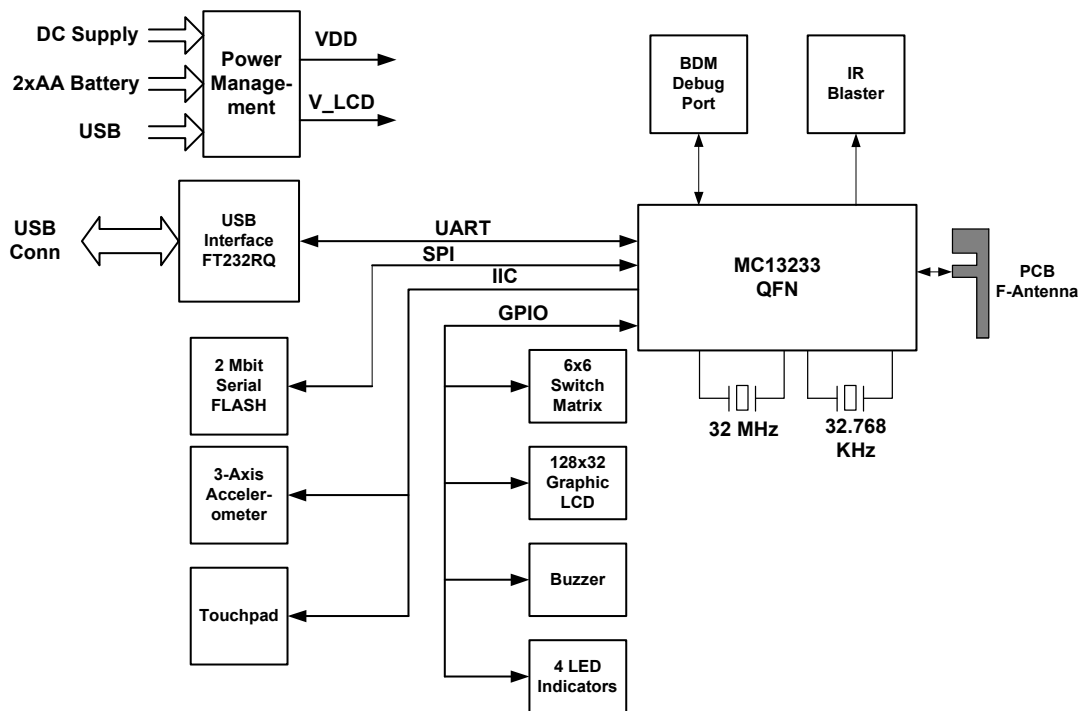 DC Supply
2xAA Battery
USB
Power
Manage-
ment
VDD
V_LCD
BDM
Debug
Port
IR
Blaster
USB
Conn
USB
Interface
FT232RQ
UART
SPI
IIC
GPIO
MC13233
QFN
PCB
F-Antenna
2 Mbit
Serial
FLASH
6x6
Switch
Matrix
32 MHz
32.768
KHz
3-Axis
Acceler-
ometer
128x32
Graphic
LCD
Touchpad
Buzzer
4 LED
Indicators